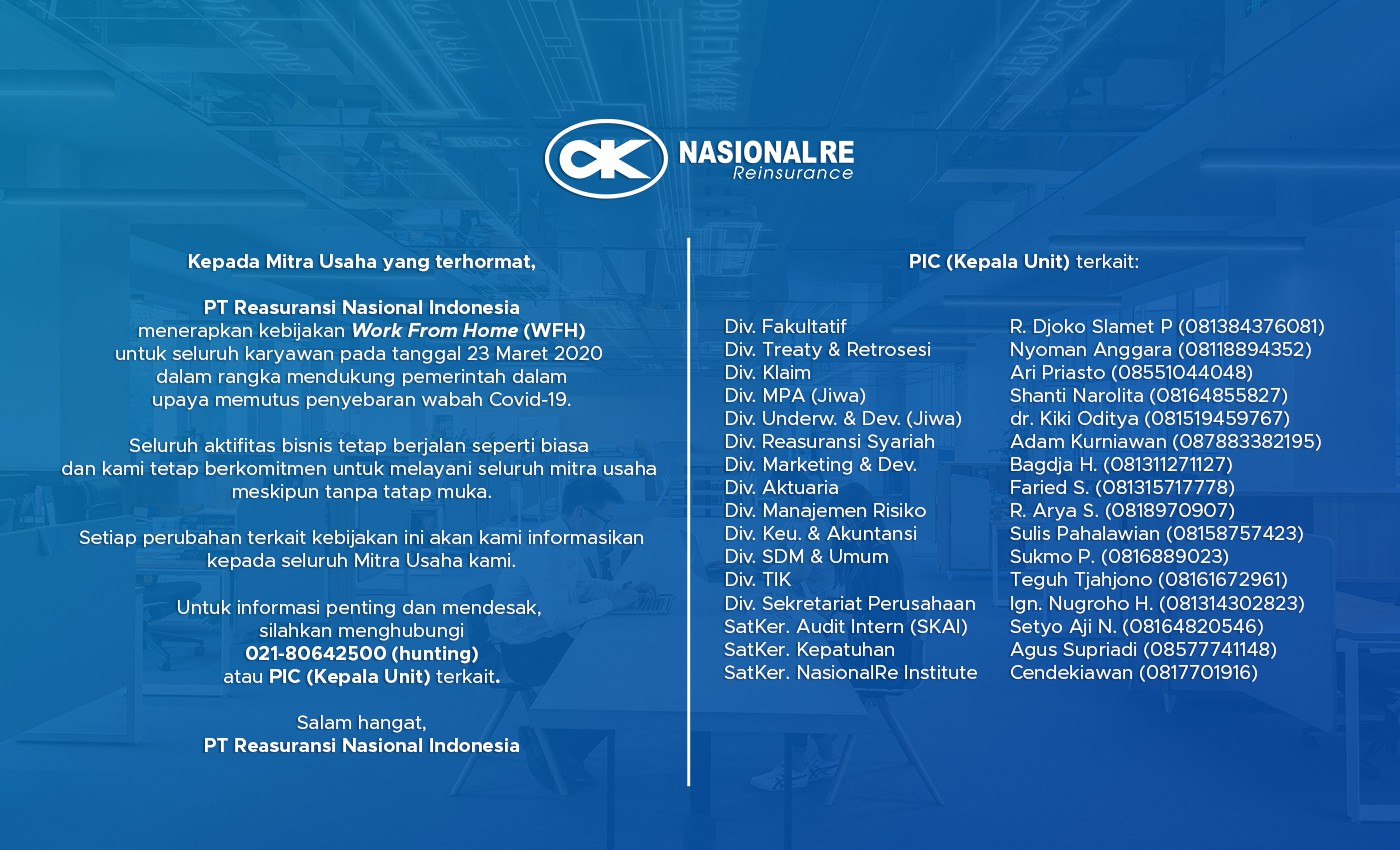 NASIONALRE
Reinsurance
Kepada Mitra Usaha yang terhormat,
PT Reasuransi Nasional Indonesia
menerapkan kebijakan Work From Home (WFH)
untuk seluruh karyawan pada tanggal 23 Maret 2020
dalam rangka mendukung pemerintah dalam
upaya memutus penyebaran wabah Covid-19.
Seluruh aktifitas bisnis tetap berjalan seperti biasa
dan kami tetap berkomitmen untuk melayani seluruh mitra usaha
meskipun tanpa tatap muka.
Setiap perubahan terkait kebijakan ini akan kami informasikan
kepada seluruh Mitra Usaha kami.
Untuk informasi penting dan mendesak,
silahkan menghubungi
021-80642500 (hunting)
atau PIC (Kepala Unit) terkait.
Salam hangat,
PT Reasuransi Nasional Indonesia
PIC (Kepala Unit) terkait:
Div. Fakultatif R. Djoko Slamet P (081384376081)
Div. Treaty & Retrosesi Nyoman Anggara (08118894352)
Div. Klaim Ari Priasto (08551044048)
Div. MPA (Jiwa) Shanti Narolita (08164855827)
Div. Underw. & Dev. (Jiwa) dr. Kiki Oditya (081519459767)
Div. Reasuransi Syariah Adam Kurniawan (087883382195)
Div. Marketing & Dev. Bagdja H. (081311271127)
Div. Aktuaria Faried S. (081315717778)
Div. Manajemen Risiko R. Arya S. (0818970907)
Div. Keu. & Akuntansi Sulis Pahalawian (08158757423)
Div. SDM & Umum Sukmo P. (0816889023)
Div. TIK Teguh Tjahjono (08161672961)
Div. Sekretariat Perusahaan Ign. Nugroho H. (081314302823)
SatKer. Audit Intern (SKAI) Setyo Aji N. (08164820546)
SatKer. Kepatuhan Agus Supriadi (08577741148)
SatKer. NasionalRe Institute Cendekiawan (0817701916)